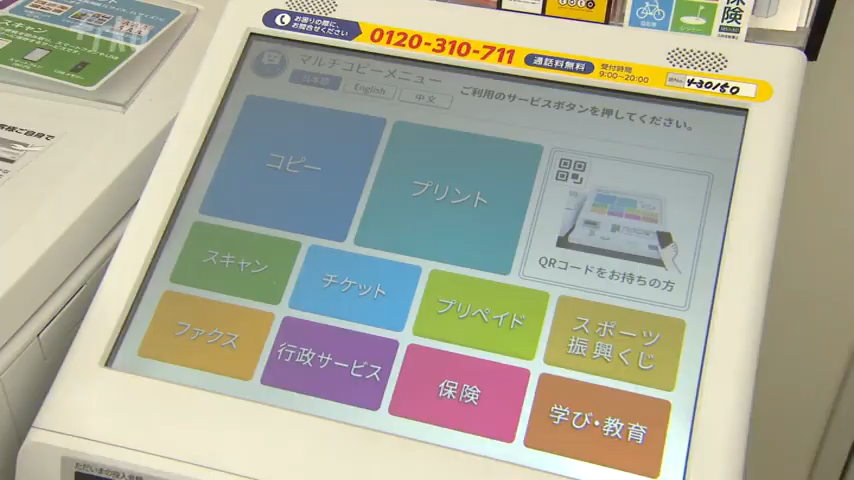 スキャン
お困りの際に、
お問合せください
0120-310-711
通話料無料
受付時間
9:00~20:00
保険
マルチコピーメニュー
日本語
English
中文
ご利用のサービスボタンを押してください。
コピー
プリント
QRコードをお持ちの方
スキャン
チケット
プリペイド
スポーツ
振興くじ
ファクス
行政サービス
保険
学び・教育